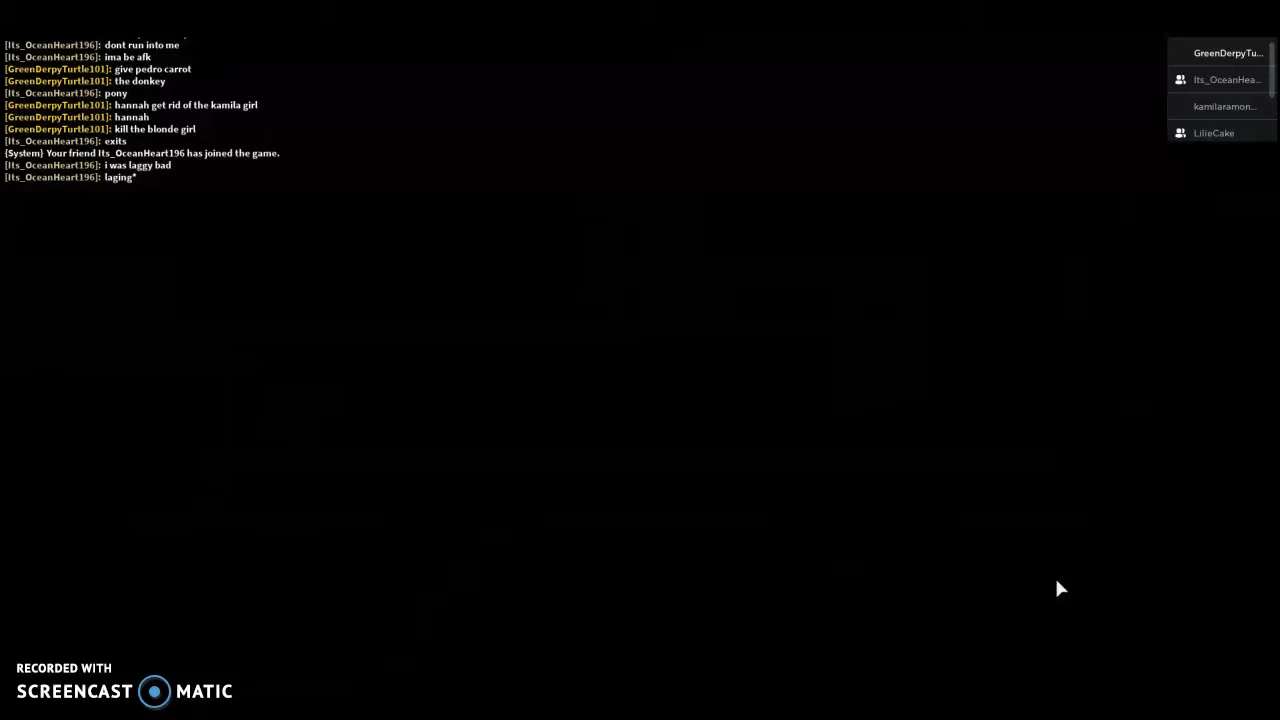 [Its_OceanHeart196]: dont run into me
[Its_OceanHeart196]: ima be afk
[GreenDerpyTurtle101]: give pedro carrot
[GreenDerpyTurtle101]: the donkey
[Its_OceanHeart196]: pony
[GreenDerpyTurtle101]: hannah get rid of the kamila girl
[GreenDerpyTurtle101]: hannah
[GreenDerpyTurtle101]: kill the blonde girl
[Its_OceanHeart196]: exits
{System} Your friend Its_OceanHeart196 has joined the game.
[Its_OceanHeart196]: i was laggy bad
[Its_OceanHeart196]: laging*
GreenDerpyTu...
Its_OceanHea...
kamilaramon...
LilieCake
RECORDED WITH
SCREENCAST MATIC